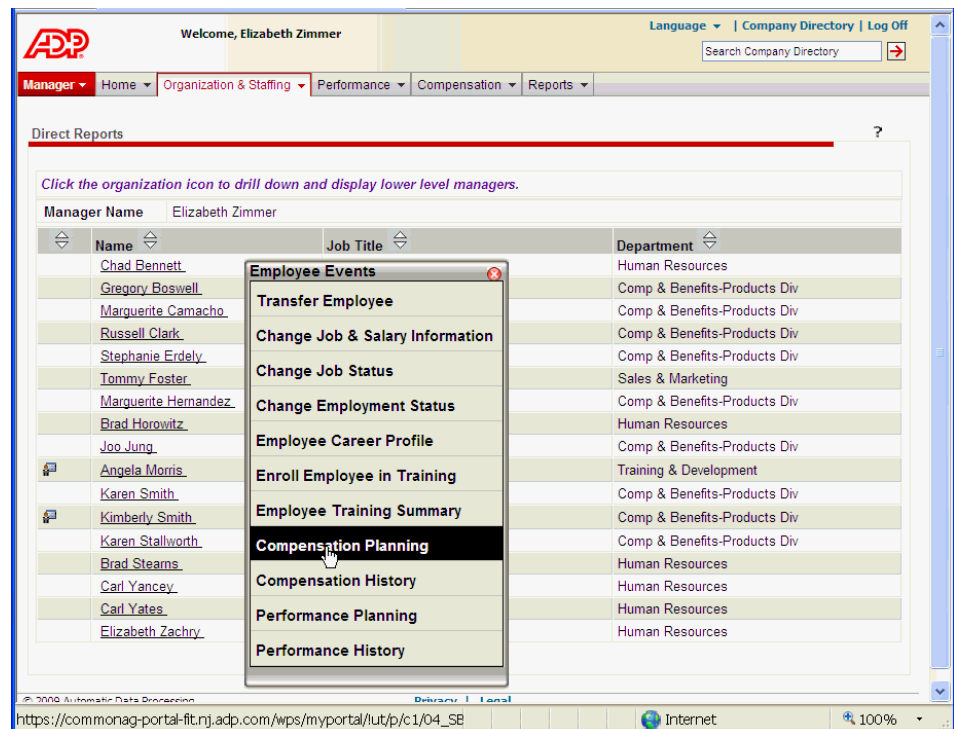 Language | Company Directory | Log Off
ADP
Welcome, Elizabeth Zimmer
Search Company Directory
Manager Home Organization & Staffing Performance Compensation Reports
Direct Reports ?
Click the organization icon to drill down and display lower level managers.
Manager Name Elizabeth Zimmer
Name Job Title Department
Chad Bennett Human Resources
Gregory Boswell Comp & Benefits-Products Div
Marguerite Camacho Comp & Benefits-Products Div
Russell Clark Comp & Benefits-Products Div
Stephanie Erdely Comp & Benefits-Products Div
Tommy Foster Sales & Marketing
Marguerite Hernandez Comp & Benefits-Products Div
Brad Horowitz Human Resources
Joo Jung Comp & Benefits-Products Div
Angela Morris Training & Development
Karen Smith Comp & Benefits-Products Div
Kimberly Smith Comp & Benefits-Products Div
Karen Stallworth Comp & Benefits-Products Div
Brad Stearns Human Resources
Carl Yancey Human Resources
Carl Yates Human Resources
Elizabeth Zachry Human Resources
Employee Events
Transfer Employee
Change Job & Salary Information
Change Job Status
Change Employment Status
Employee Career Profile
Enroll Employee in Training
Employee Training Summary
Compensation Planning
Compensation History
Performance Planning
Performance History
© 2009 Automatic Data Processing Privacy | Legal
https://commonag-portal-fit.nj.adp.com/wps/myportal/!ut/p/c1/04_SB Internet 100%